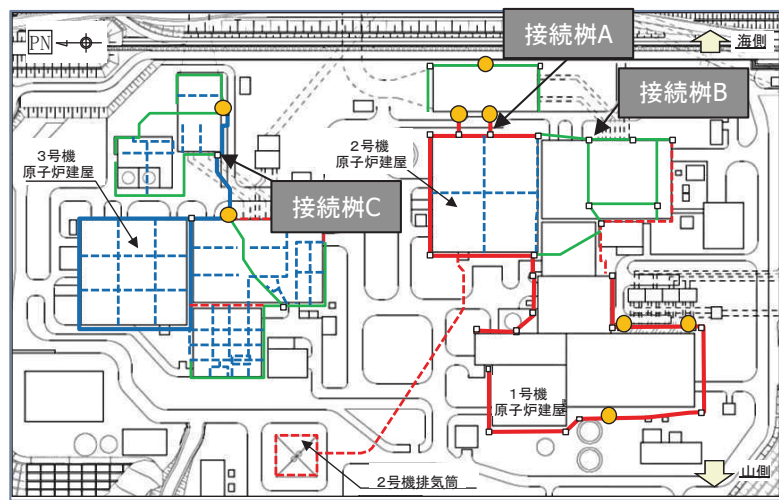 PN
接続桝A
海側
接続桝B
3号機
原子炉建屋
2号機
原子炉建屋
接続桝C
1号機
原子炉建屋
2号機排気筒
山側